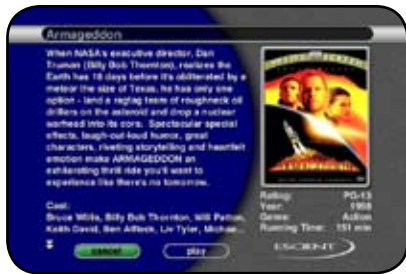 Armageddon
When NASA's executive director, Dan
Truman (Billy Bob Thornton), realizes the
Earth has 18 days before it's obliterated by a
meteor the size of Texas, he has only one
option - land a ragtag team of roughneck oil
drillers on the asteroid and drop a nuclear
warhead into its core. Spectacular special
effects, laugh-out-loud humor, great
characters, riveting storytelling and heartfelt
emotion make ARMAGEDDON an
exhilarating thrill ride you'll want to
experience like there's no tomorrow.
Cast:
Bruce Willis, Billy Bob Thornton, Will Patton,
Keith David, Ben Affleck, Liv Tyler, Michae...
cancel
play
ARMAGEDDON
Rating: PG-13
Year: 1998
Genre: Action
Running Time: 151 min
ESCIENT